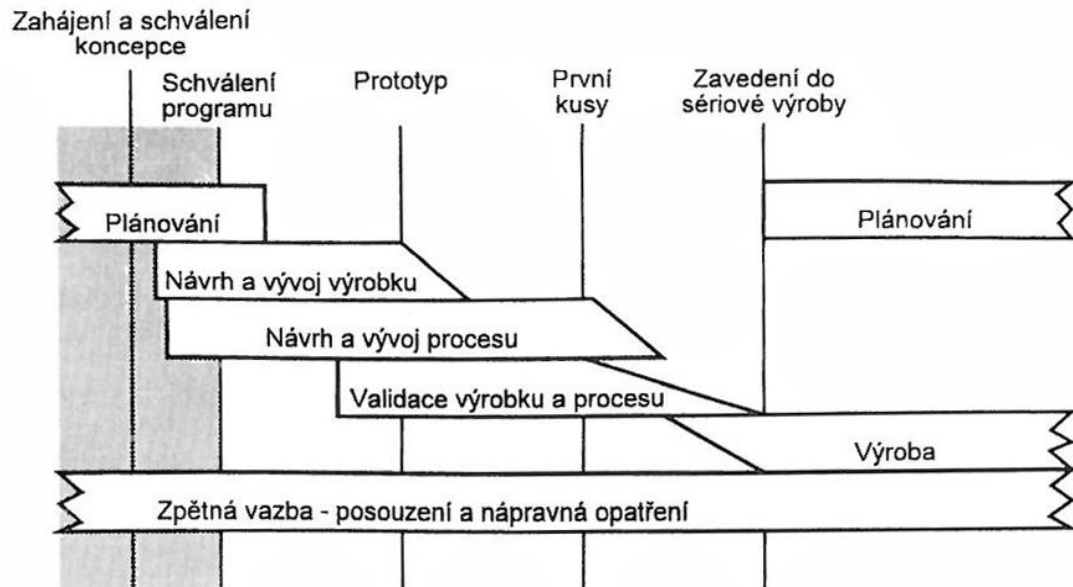 Zahájení a schválení
koncepce
Schválení
programu
Prototyp
První
kusy
Zavedení do
sériové výroby
Plánování
Plánování
Návrh a vývoj výrobku
Návrh a vývoj procesu
Validace výrobku a procesu
Výroba
Zpětná vazba - posouzení a nápravná opatření